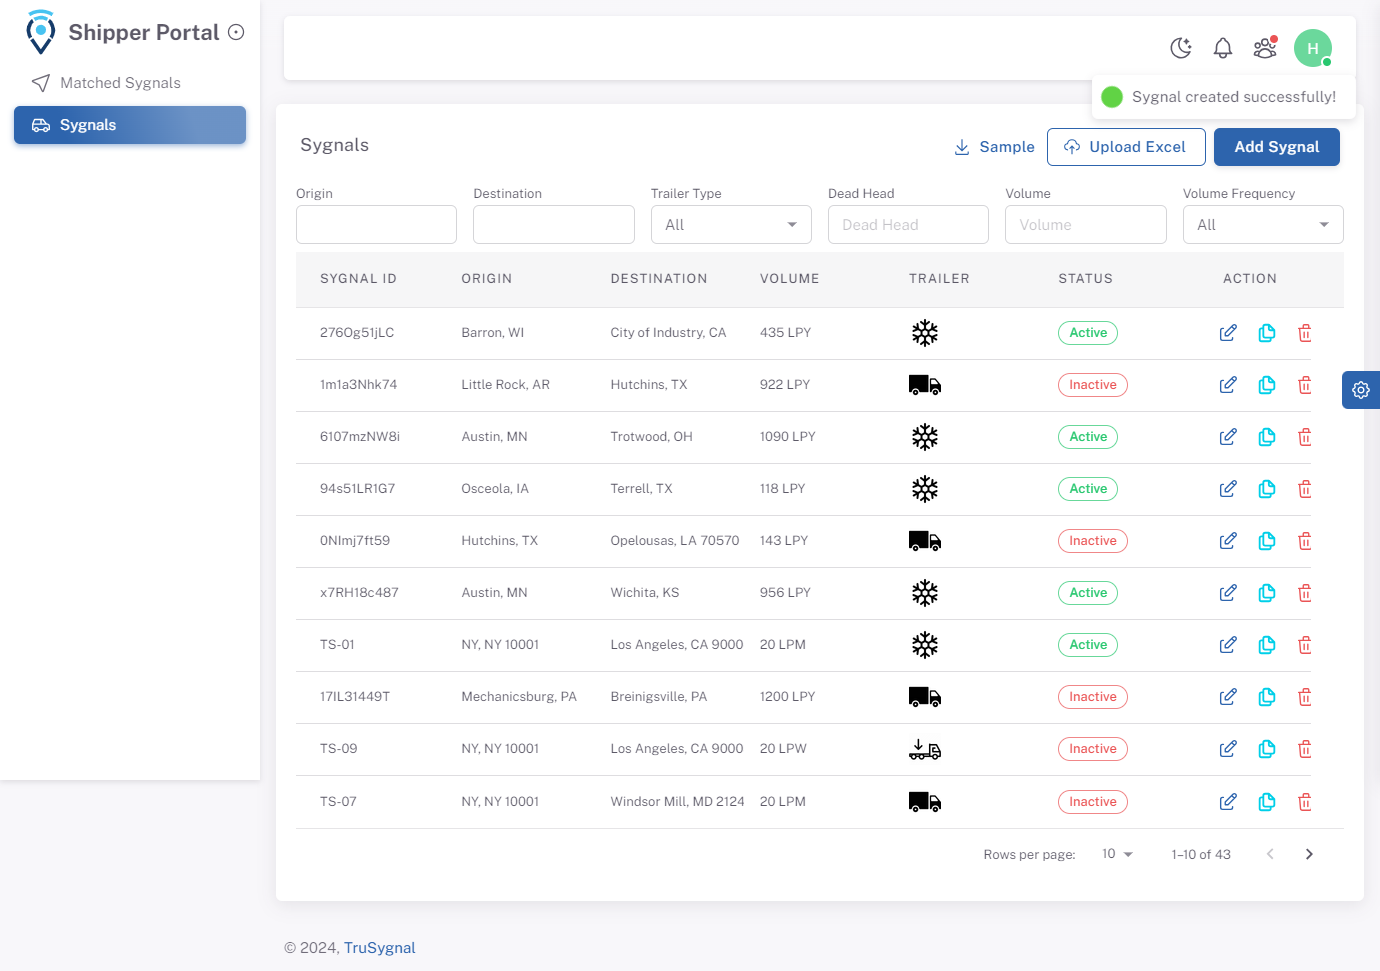 Shipper Portal
Matched Sygnals
Sygnals
H
Sygnal created successfully!
Sygnals
Sample
Upload Excel
Add Sygnal
Origin Destination Trailer Type Dead Head Volume Volume Frequency
All Dead Head Volume All
SYGNAL ID ORIGIN DESTINATION VOLUME TRAILER STATUS ACTION
276Og51jLC Barron, WI City of Industry, CA 435 LPY Active
1m1a3Nhk74 Little Rock, AR Hutchins, TX 922 LPY Inactive
6107mzNW8i Austin, MN Trotwood, OH 1090 LPY Active
94s51LR1G7 Osceola, IA Terrell, TX 118 LPY Active
0NImj7ft59 Hutchins, TX Opelousas, LA 70570 143 LPY Inactive
x7RH18c487 Austin, MN Wichita, KS 956 LPY Active
TS-01 NY, NY 10001 Los Angeles, CA 9000 20 LPM Active
17IL31449T Mechanicsburg, PA Breinigsville, PA 1200 LPY Inactive
TS-09 NY, NY 10001 Los Angeles, CA 9000 20 LPW Inactive
TS-07 NY, NY 10001 Windsor Mill, MD 2124 20 LPM Inactive
Rows per page: 10 1–10 of 43
© 2024, TruSygnal